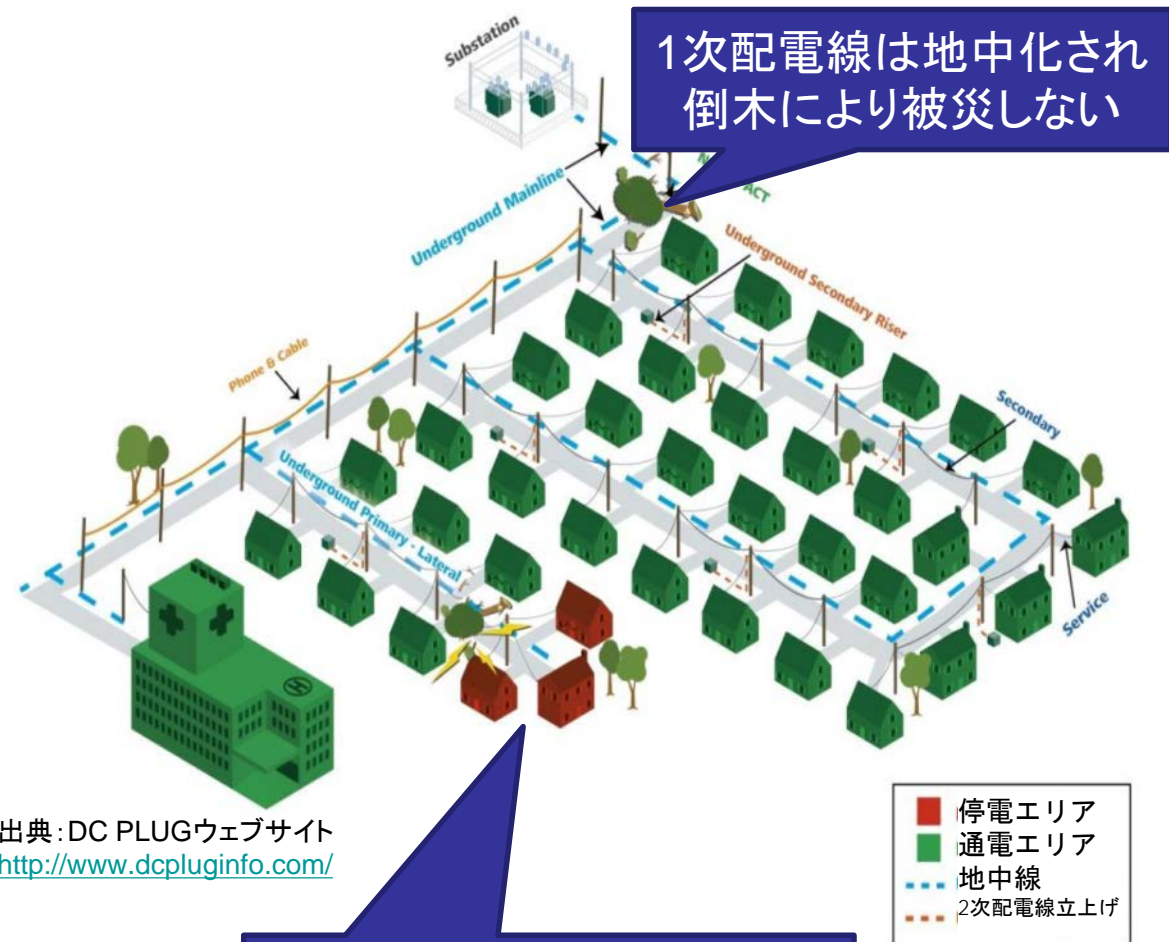 Substation
1次配電線は地中化され
倒木により被災しない
ACT
Underground Mainline
Underground Secondary Riser
Phone & Cable
Secondary
Underground Primary - Lateral
Service
H
出典：DC PLUGウェブサイト
http://www.dcpluginfo.com/
停電エリア
通電エリア
地中線
2次配電線立上げ